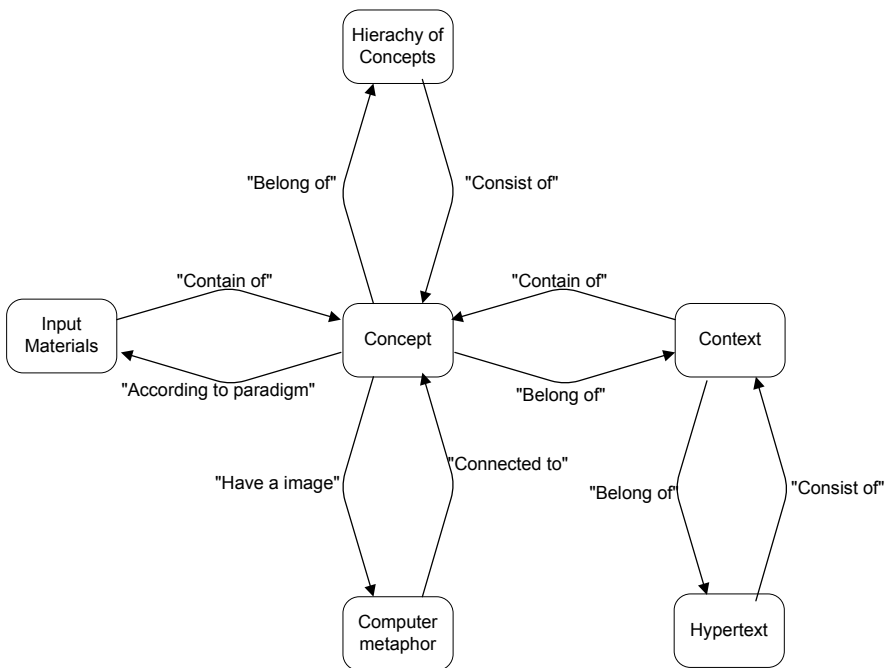 Hierachy of
Concepts
"Belong of"
"Consist of"
"Contain of"
"Contain of"
Input
Materials
Concept
Context
"According to paradigm"
"Belong of"
"Have a image"
"Connected to"
"Belong of"
"Consist of"
Computer
metaphor
Hypertext